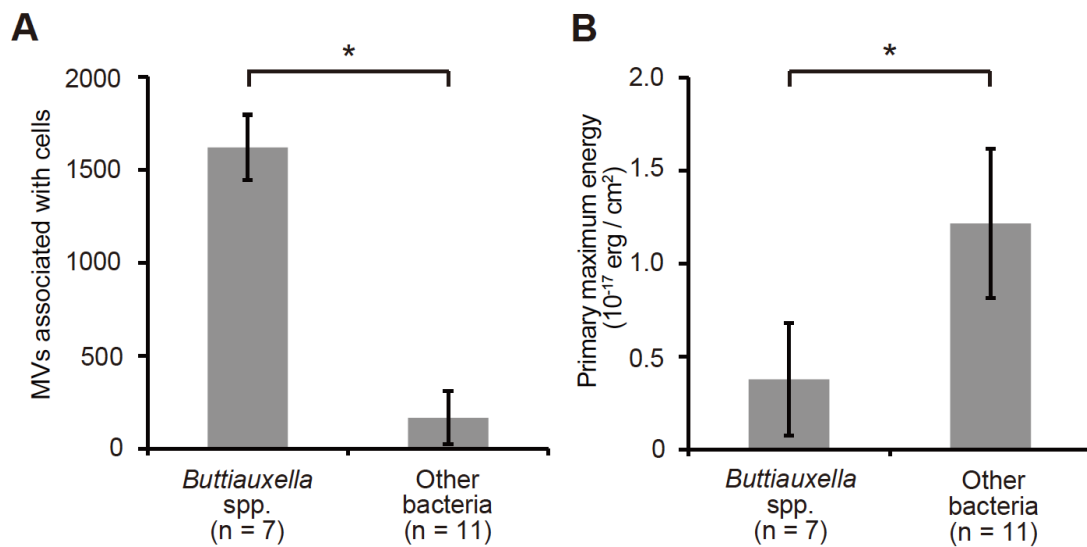 A
*
MVs associated with cells
2000
1500
1000
500
0
Buttiauxella
spp.
(n = 7)
Other
bacteria
(n = 11)
B
*
Primary maximum energy
(10⁻¹⁷ erg / cm²)
2.0
1.5
1.0
0.5
0
Buttiauxella
spp.
(n = 7)
Other
bacteria
(n = 11)